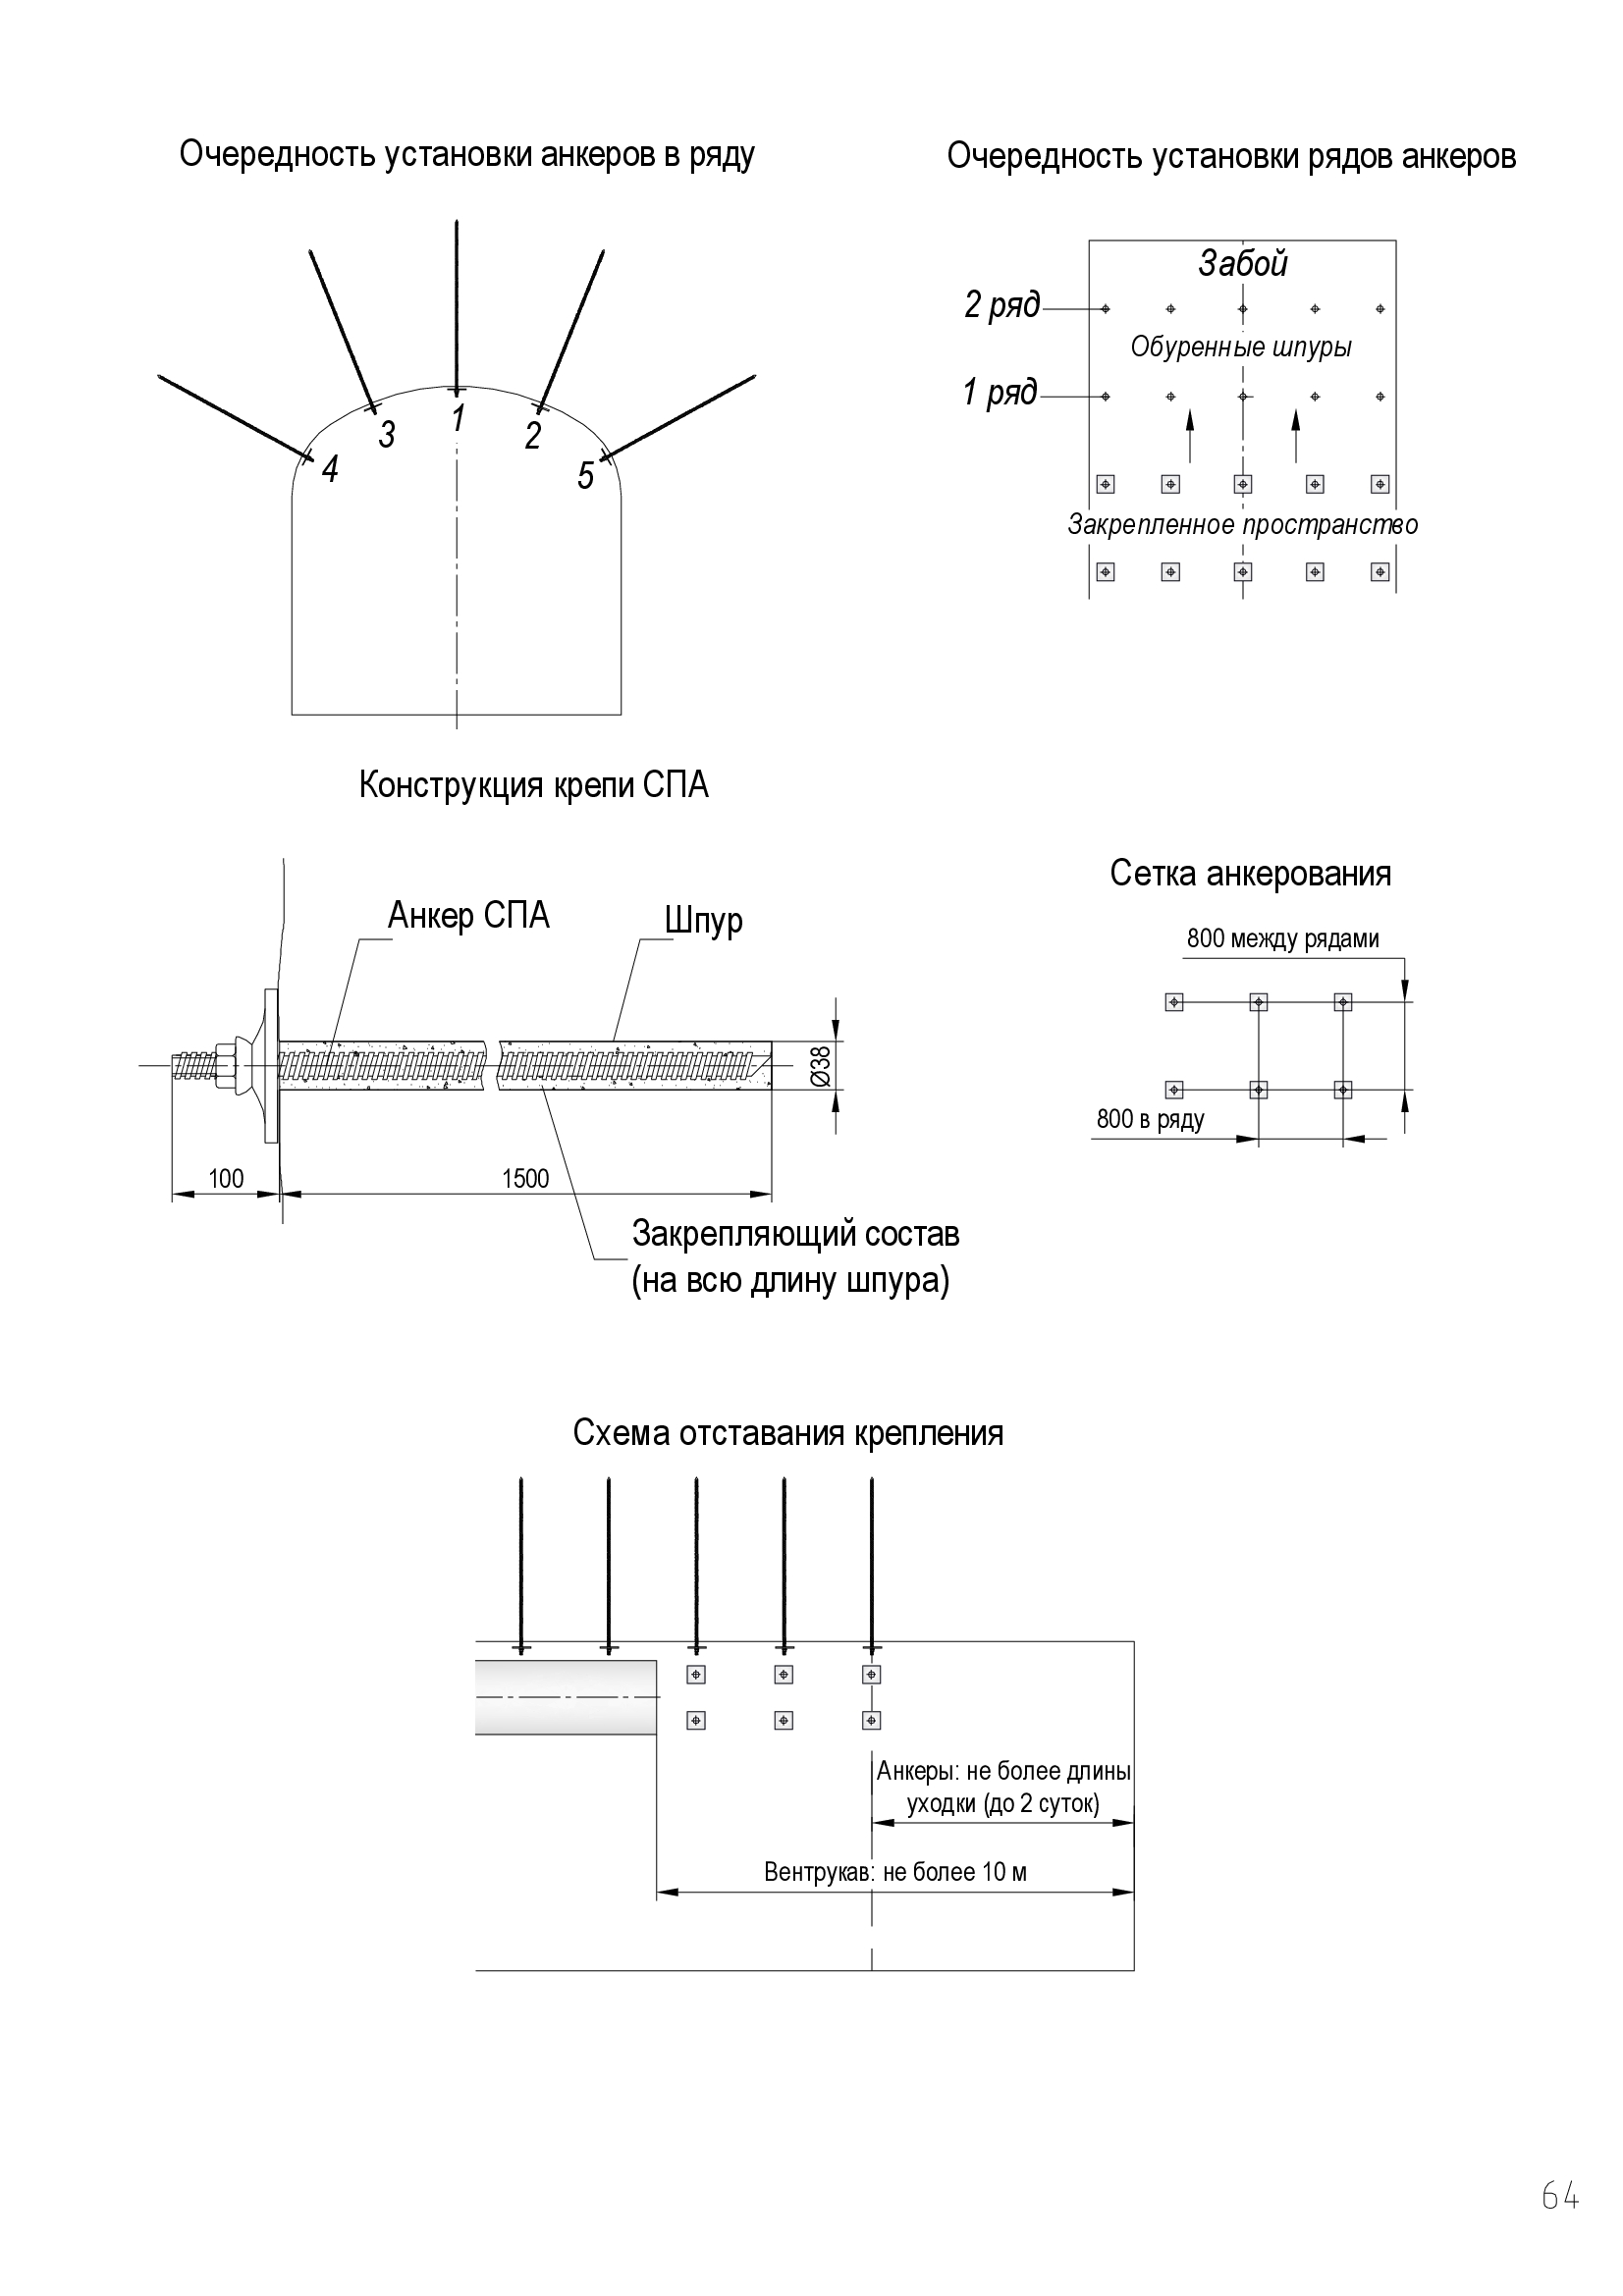 Очередность установки анкеров в ряду
Очередность установки рядов анкеров
3
1
2
4
5
Забой
2 ряд
Обуренные шпуры
1 ряд
Закрепленное пространство
Конструкция крепи СПА
Анкер СПА
Шпур
Ø38
100
1500
Закрепляющий состав
(на всю длину шпура)
Сетка анкерования
800 между рядами
800 в ряду
Схема отставания крепления
Анкеры: не более длины
уходки (до 2 суток)
Вентрукав: не более 10 м
64